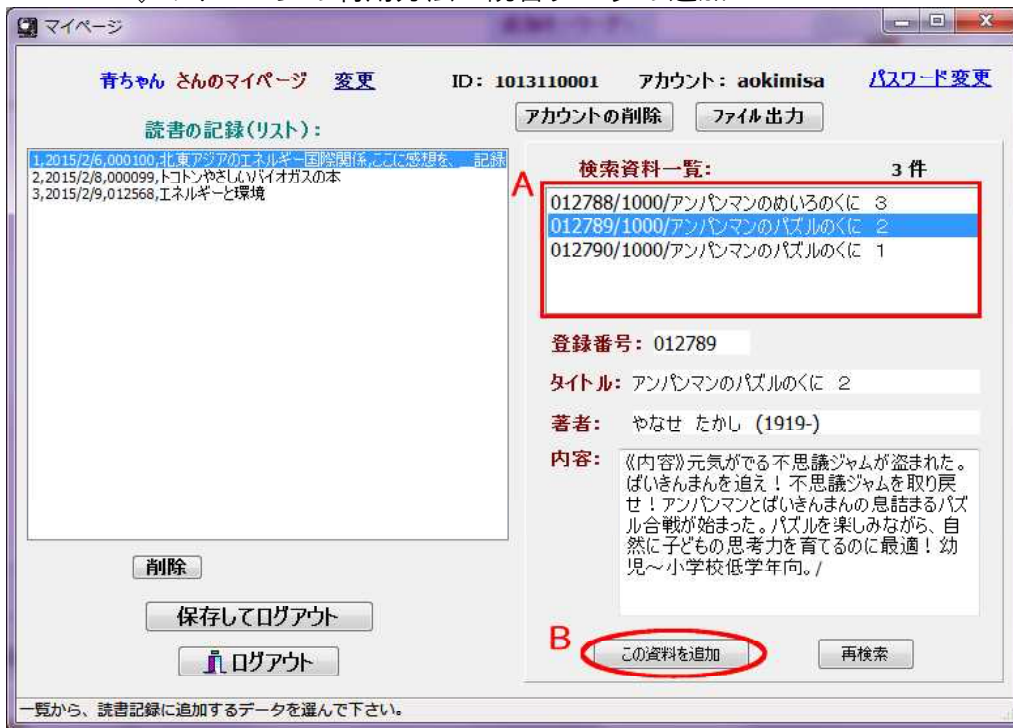 マイページ
青ちゃん さんのマイページ 変更 ID: 1013110001 アカウント: aokimisa パスワード変更
アカウントの削除 ファイル出力
読書の記録(リスト):
1,2015/2/6,000100,北東アジアのエネルギー国際関係,ここに感想を、 記録
2,2015/2/8,000099,トコトンやさしいバイオガスの本
3,2015/2/9,012568,エネルギーと環境
検索資料一覧: 3 件
A
012788/1000/アンパンマンのめいろのくに 3
012789/1000/アンパンマンのパズルのくに 2
012790/1000/アンパンマンのパズルのくに 1
登録番号: 012789
タイトル: アンパンマンのパズルのくに 2
著者: やなせ たかし (1919-)
内容: 《内容》元気がでる不思議ジャムが盗まれた。
ばいきんまんを追え!不思議ジャムを取り戻
せ!アンパンマンとばいきんまんの息詰まるパズ
ル合戦が始まった。パズルを楽しみながら、自
然に子どもの思考力を育てるのに最適!幼
児~小学校低学年向。/
削除
保存してログアウト
ログアウト
B
この資料を追加 再検索
一覧から、読書記録に追加するデータを選んで下さい。